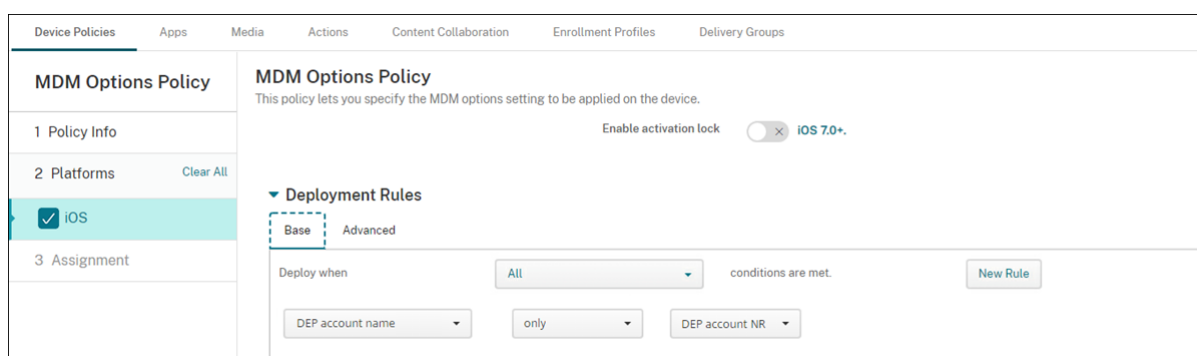 Device Policies Apps Media Actions Content Collaboration Enrollment Profiles Delivery Groups
MDM Options Policy
1 Policy Info
2 Platforms Clear All
iOS
3 Assignment
MDM Options Policy
This policy lets you specify the MDM options setting to be applied on the device.
Enable activation lock iOS 7.0+.
Deployment Rules
Base Advanced
Deploy when All conditions are met. New Rule
DEP account name only DEP account NR